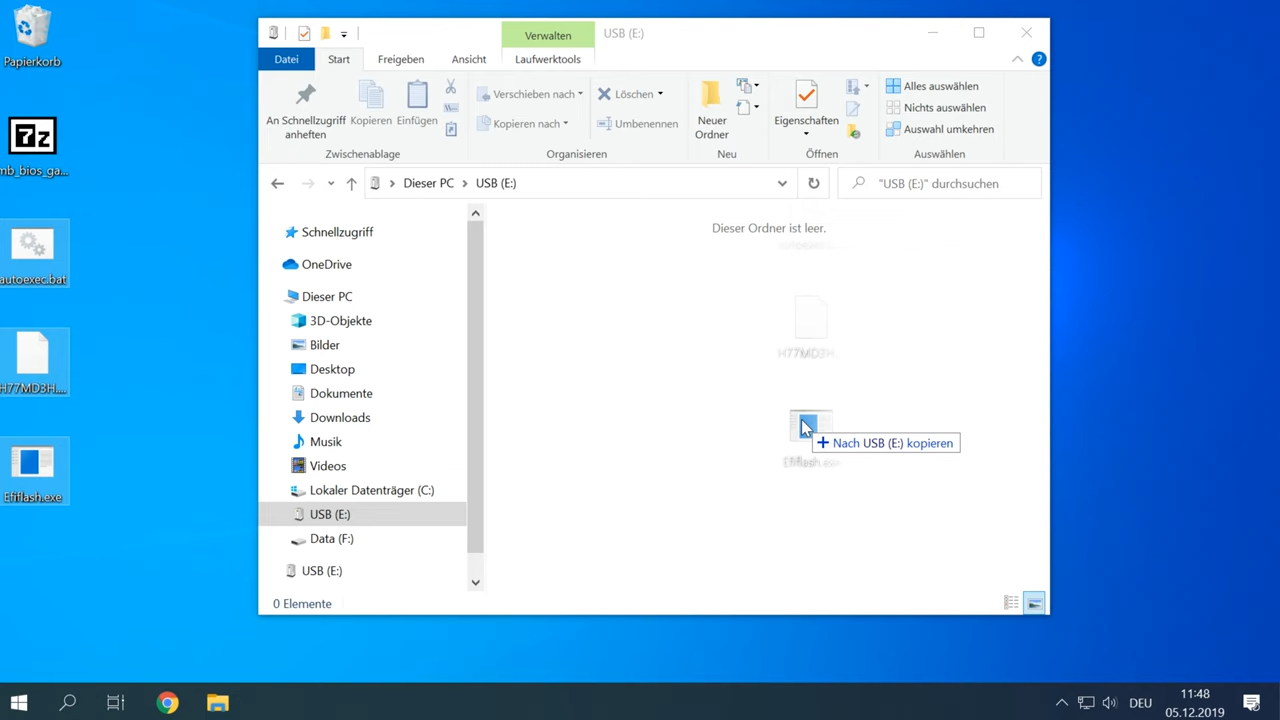 Papierkorb
mb_bios_ga...
autoexec.bat
H77MD3H....
Efiflash.exe
Verwalten
USB (E:)
Datei
Start
Freigeben
Ansicht
Laufwerktools
An Schnellzugriff
anheften
Kopieren
Einfügen
Zwischenablage
Verschieben nach
Kopieren nach
Löschen
Umbenennen
Organisieren
Neuer
Ordner
Neu
Eigenschaften
Öffnen
Alles auswählen
Nichts auswählen
Auswahl umkehren
Auswählen
Dieser PC
USB (E:)
"USB (E:)" durchsuchen
Schnellzugriff
OneDrive
Dieser PC
3D-Objekte
Bilder
Desktop
Dokumente
Downloads
Musik
Videos
Lokaler Datenträger (C:)
USB (E:)
Data (F:)
USB (E:)
Dieser Ordner ist leer.
H77MD3H...
+ Nach USB (E:) kopieren
Efiflash.exe
0 Elemente
DEU
11:48
05.12.2019